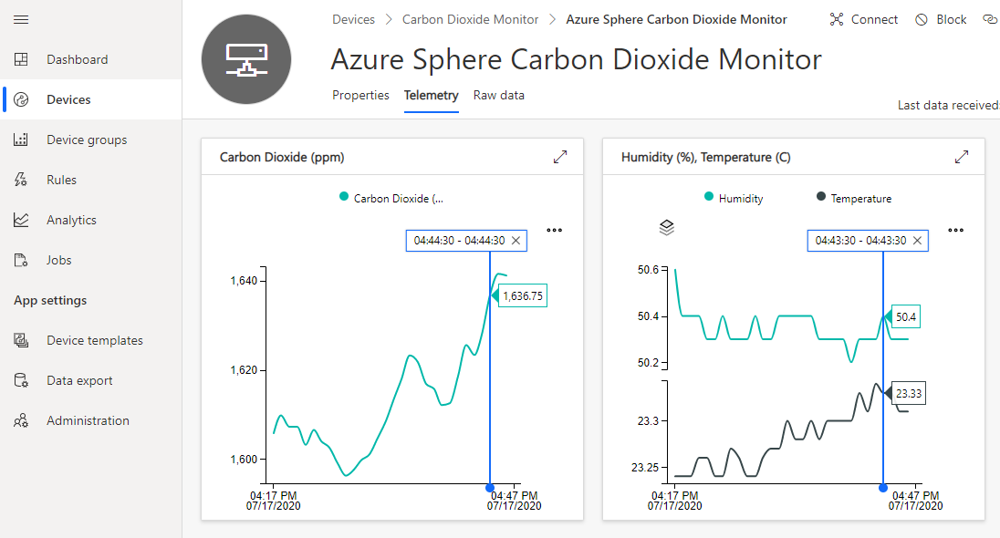 Devices > Carbon Dioxide Monitor > Azure Sphere Carbon Dioxide Monitor
Connect
Block
Azure Sphere Carbon Dioxide Monitor
Properties
Telemetry
Raw data
Last data received:
Dashboard
Devices
Device groups
Rules
Analytics
Jobs
App settings
Device templates
Data export
Administration
Carbon Dioxide (ppm)
Carbon Dioxide (...
04:44:30 - 04:44:30
1,640
1,636.75
1,620
1,600
04:17 PM
07/17/2020
04:47 PM
07/17/2020
Humidity (%), Temperature (C)
Humidity
Temperature
04:43:30 - 04:43:30
50.6
50.4
50.4
50.2
23.33
23.3
23.25
04:17 PM
07/17/2020
04:47 PM
07/17/2020